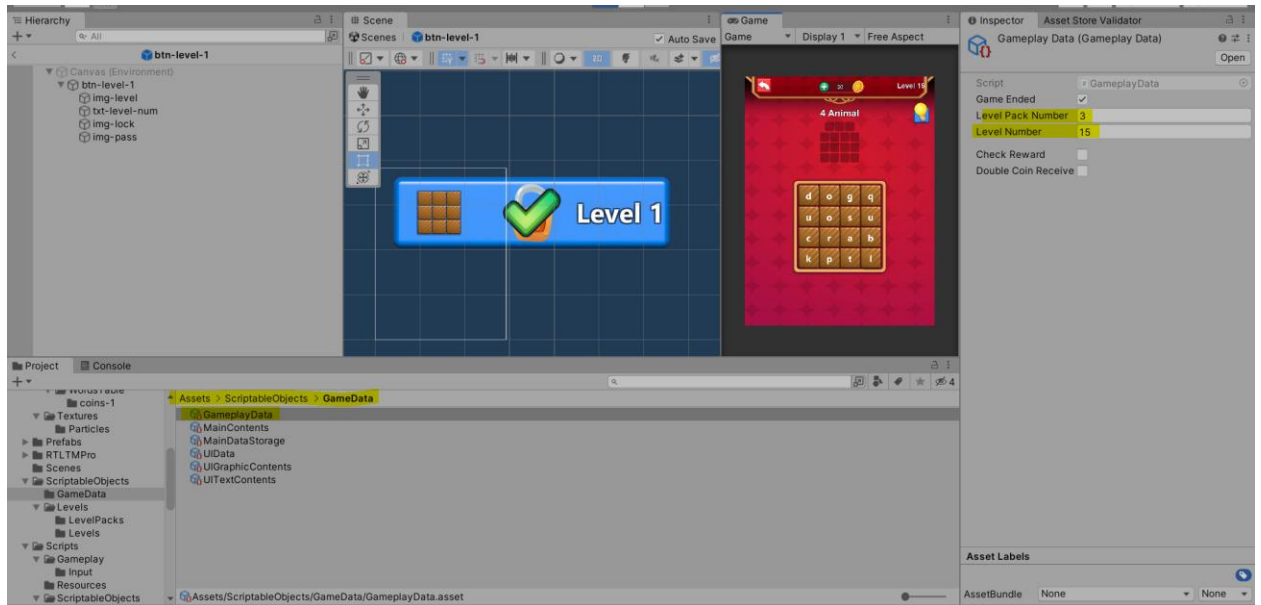 Hierarchy
All
btn-level-1
Canvas (Environment)
btn-level-1
img-level
txt-level-num
img-lock
img-pass
Scene
Scenes
btn-level-1
Auto Save
2D
Level 1
Game
Game
Display 1
Free Aspect
20
Level 15
4 Animal
d o g q
u o s u
c r a b
k p t l
Inspector
Asset Store Validator
Gameplay Data (Gameplay Data)
Open
Script
GameplayData
Game Ended
Level Pack Number 3
Level Number 15
Check Reward
Double Coin Receive
Project
Console
4
WordsTable
coins-1
Textures
Particles
Prefabs
RTLTMPro
Scenes
ScriptableObjects
GameData
Levels
LevelPacks
Levels
Scripts
Gameplay
Input
Resources
ScriptableObjects
Assets > ScriptableObjects > GameData
GameplayData
MainContents
MainDataStorage
UIData
UIGraphicContents
UITextContents
Assets/ScriptableObjects/GameData/GameplayData.asset
Asset Labels
AssetBundle None None